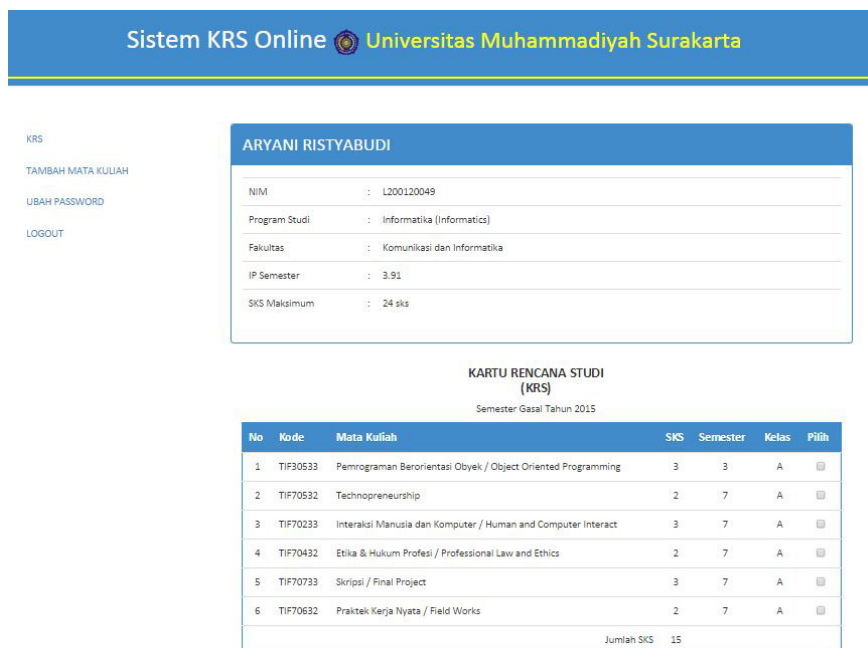 Sistem KRS Online Universitas Muhammadiyah Surakarta
KRS
TAMBAH MATA KULIAH
UBAH PASSWORD
LOGOUT
ARYANI RISTYABUDI
NIM : L200120049
Program Studi : Informatika (Informatics)
Fakultas : Komunikasi dan Informatika
IP Semester : 3.91
SKS Maksimum : 24 sks
KARTU RENCANA STUDI
(KRS)
Semester Gasal Tahun 2015
No Kode Mata Kuliah SKS Semester Kelas Pilih
1 TIF30533 Pemrograman Berorientasi Obyek / Object Oriented Programming 3 3 A
2 TIF70532 Technopreneurship 2 7 A
3 TIF70233 Interaksi Manusia dan Komputer / Human and Computer Interact 3 7 A
4 TIF70432 Etika & Hukum Profesi / Professional Law and Ethics 2 7 A
5 TIF70733 Skripsi / Final Project 3 7 A
6 TIF70632 Praktek Kerja Nyata / Field Works 2 7 A
Jumlah SKS 15